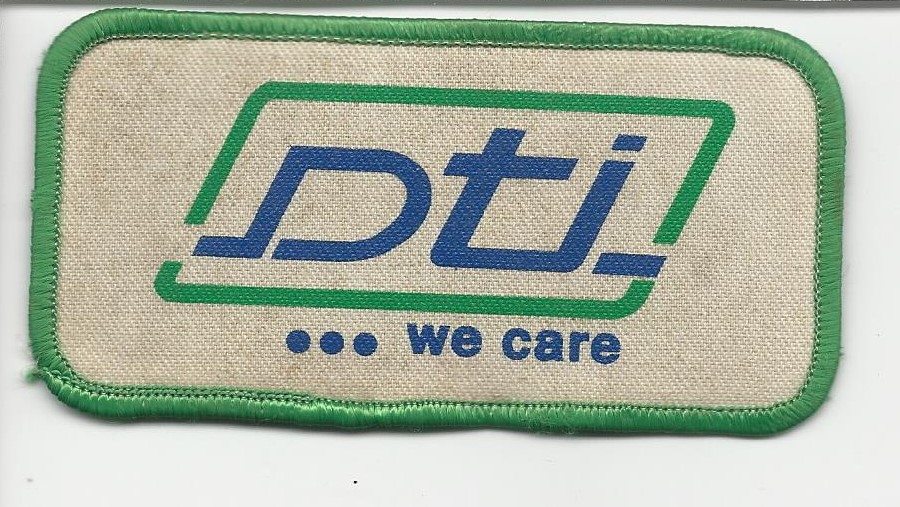 Dti
••• we care